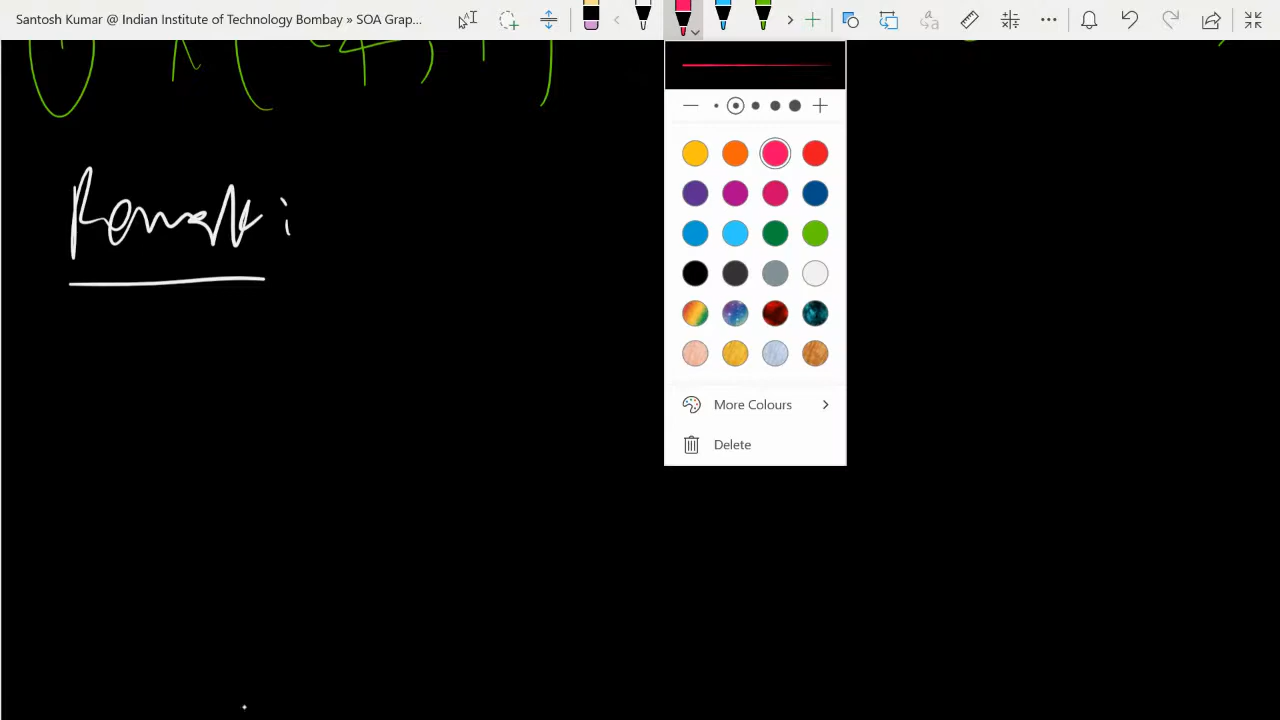 Santosh Kumar @ Indian Institute of Technology Bombay » SOA Grap...
Remark:
More Colours
Delete